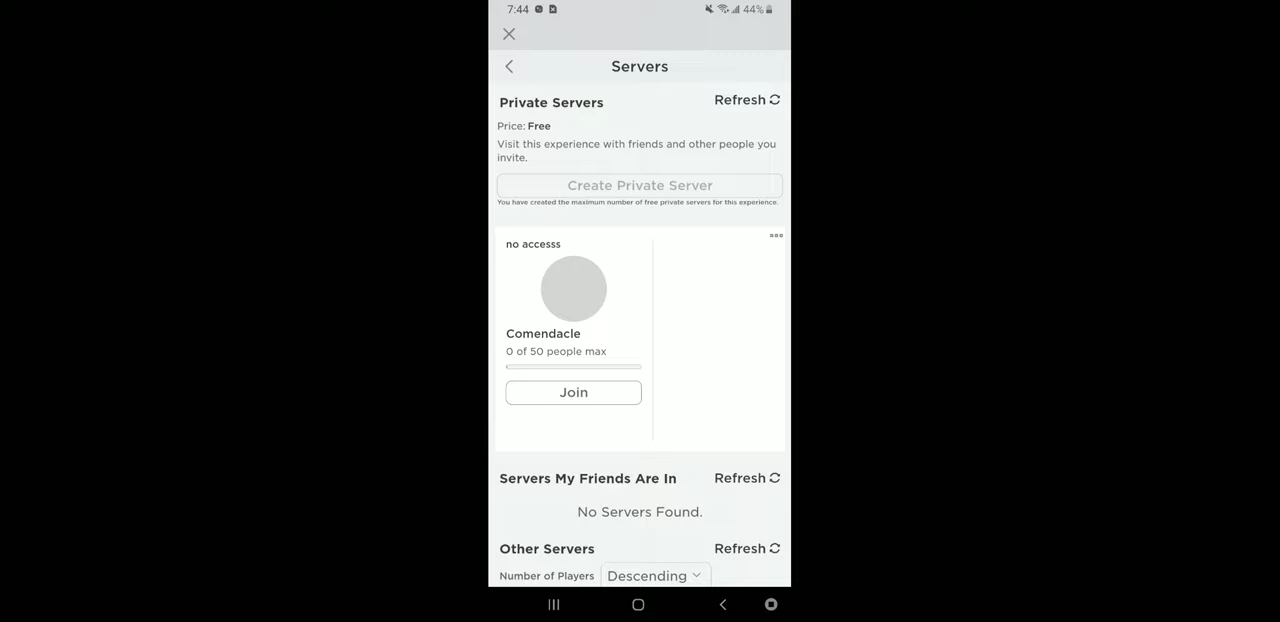 7:44
44%
Servers
Private Servers
Refresh
Price: Free
Visit this experience with friends and other people you
invite.
Create Private Server
You have created the maximum number of free private servers for this experience.
no accesss
Comendacle
0 of 50 people max
Join
Servers My Friends Are In
Refresh
No Servers Found.
Other Servers
Refresh
Number of Players
Descending